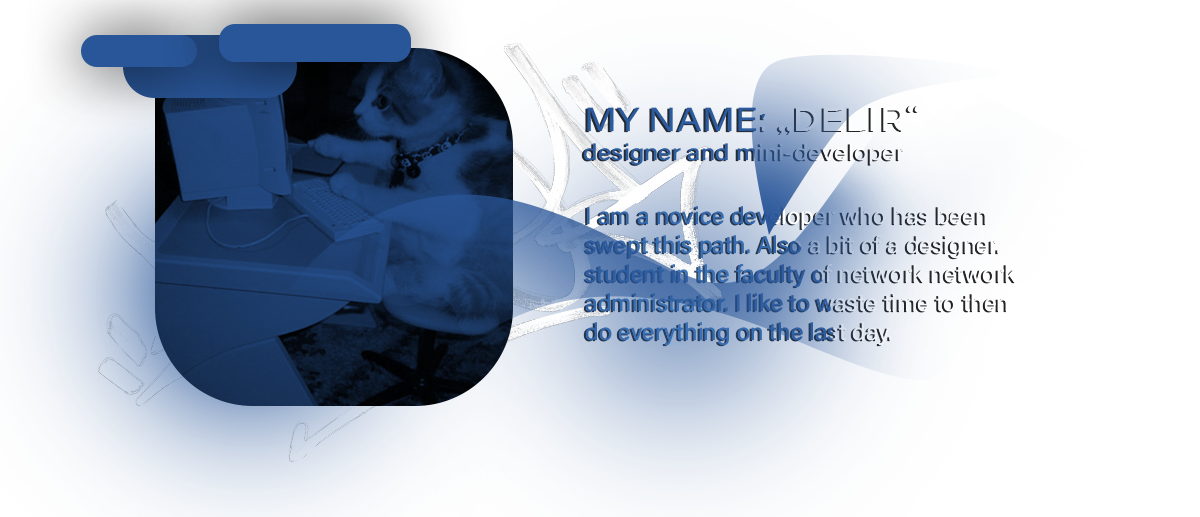 MY NAME: „DELIR“
designer and mini-developer
I am a novice developer who has been
swept this path. Also a bit of a designer.
student in the faculty of network network
administrator. I like to waste time to then
do everything on the last day.